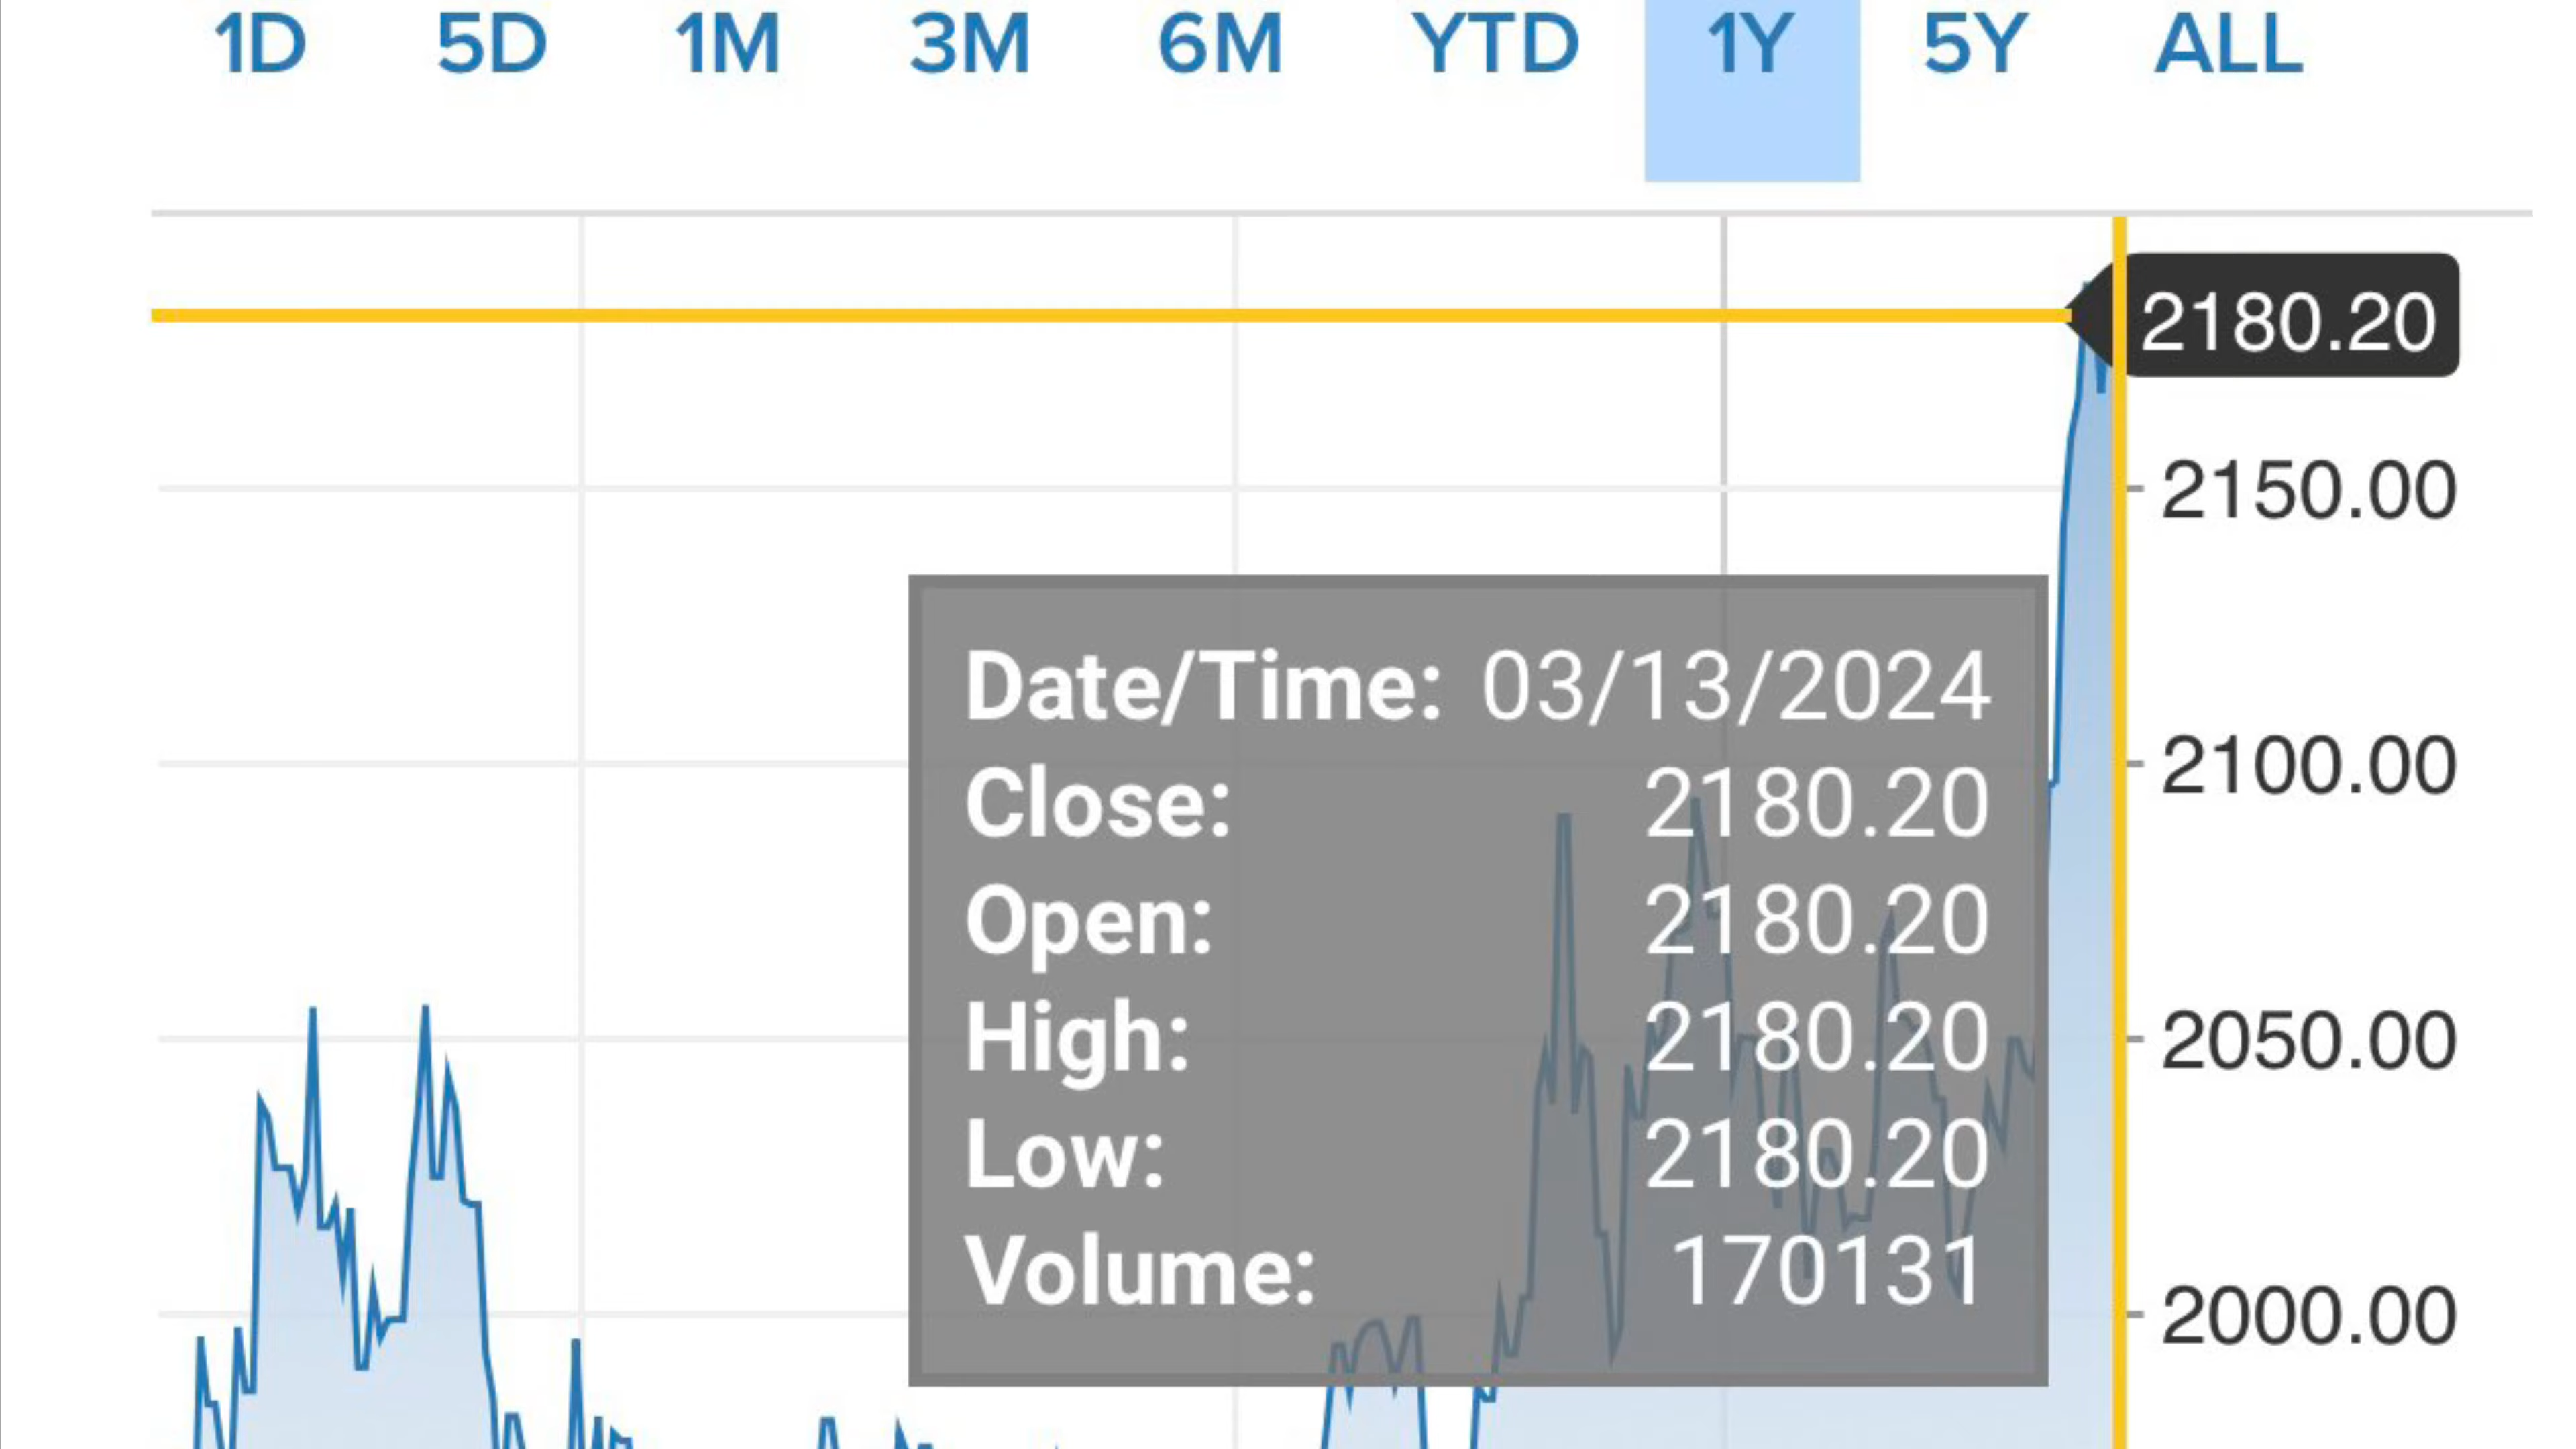 1D 5D 1M 3M 6M YTD 1Y 5Y ALL
2180.20
2150.00
2100.00
2050.00
2000.00
Date/Time: 03/13/2024
Close: 2180.20
Open: 2180.20
High: 2180.20
Low: 2180.20
Volume: 170131